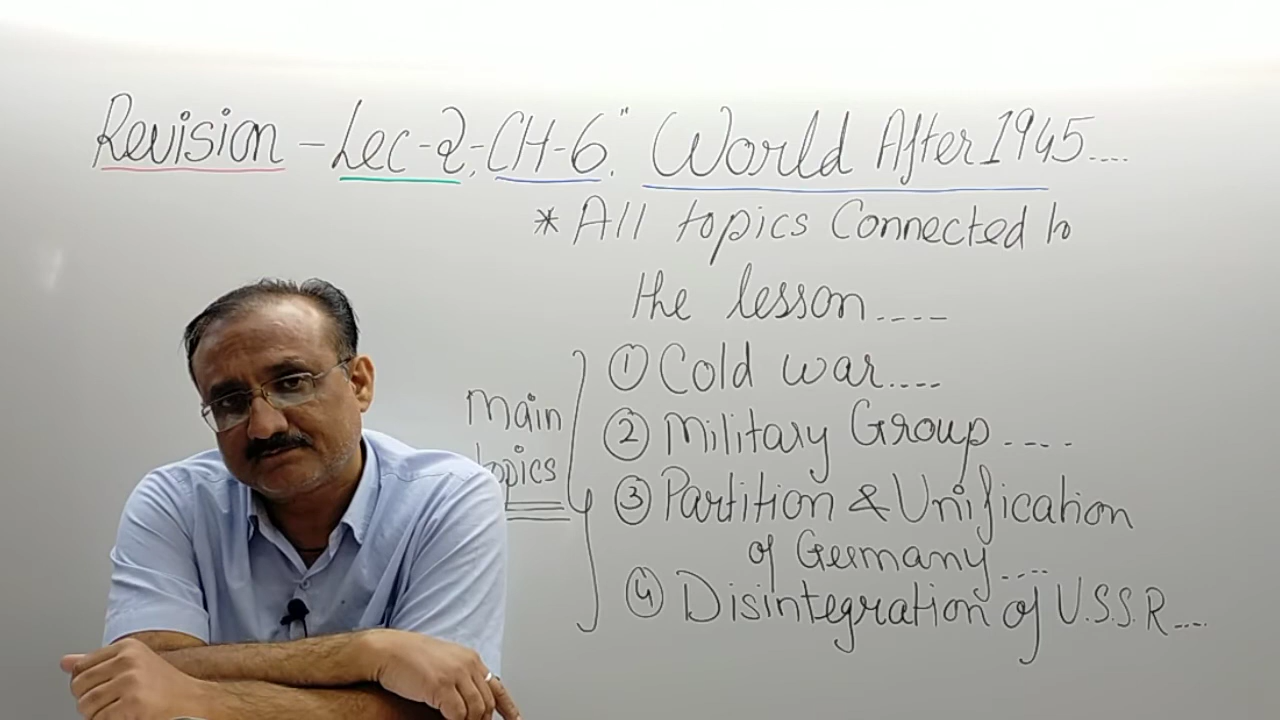 Revision - Lec-2, CH-6. " World After 1945....
* All topics Connected to
the lesson....
Main
topics
① Cold war....
② Military Group....
③ Partition & Unification
of Germany....
④ Disintegration of U.S.S.R....